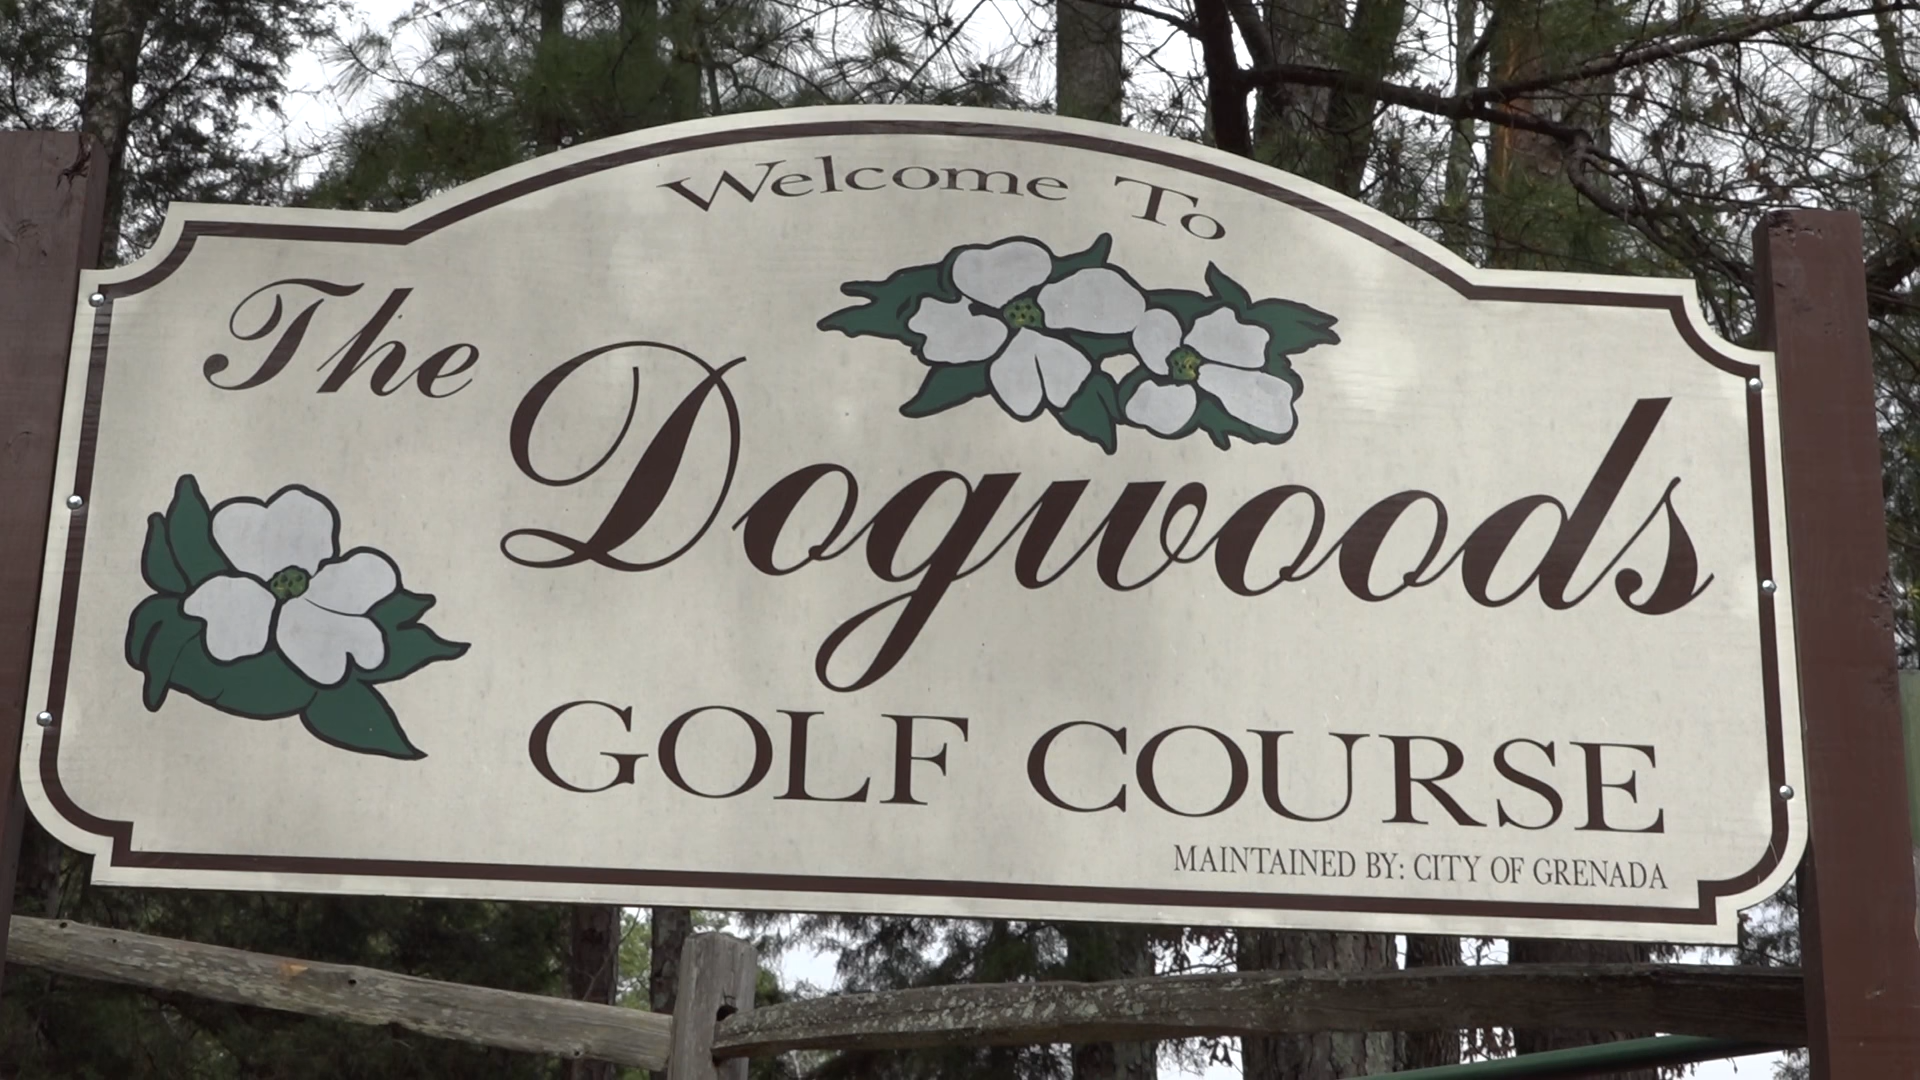 Welcome To
The
Dogwoods
GOLF COURSE
MAINTAINED BY: CITY OF GRENADA